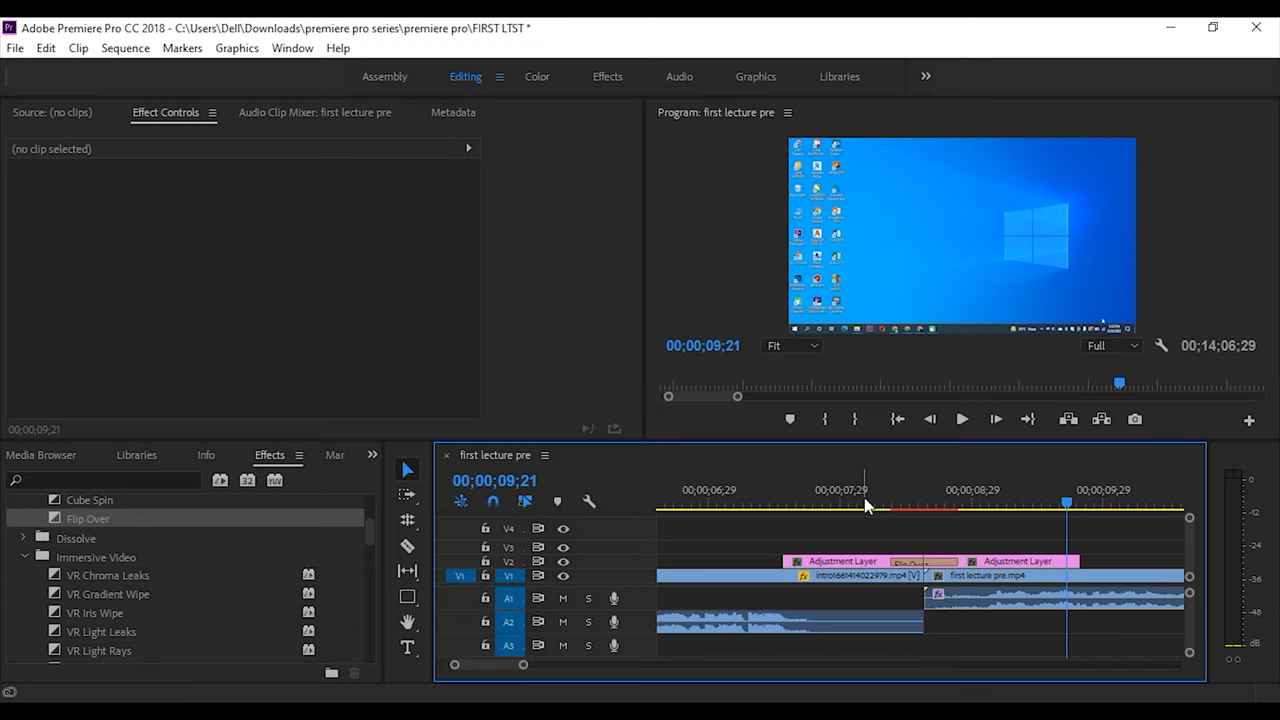 Adobe Premiere Pro CC 2018 - C:\Users\Dell\Downloads\premiere pro series\premiere pro\FIRST LTST *
File Edit Clip Sequence Markers Graphics Window Help
Assembly Editing Color Effects Audio Graphics Libraries
Source: (no clips) Effect Controls Audio Clip Mixer: first lecture pre Metadata
Program: first lecture pre
(no clip selected)
00;00;09;21 Fit Full 00;14;06;29
00;00;09;21
Media Browser Libraries Info Effects Mar
first lecture pre
00;00;09;21
Cube Spin
Flip Over
Dissolve
Immersive Video
VR Chroma Leaks
VR Gradient Wipe
VR Iris Wipe
VR Light Leaks
VR Light Rays
00;00;06;29 00;00;07;29 00;00;08;29 00;00;09;29
V4
V3
V2 Adjustment Layer Flip Over Adjustment Layer
V1 V1 intro1661414022979.mp4 [V] first lecture pre.mp4
A1 M S
A2 M S
A3 M S
0
-12
-24
-36
-48
dB